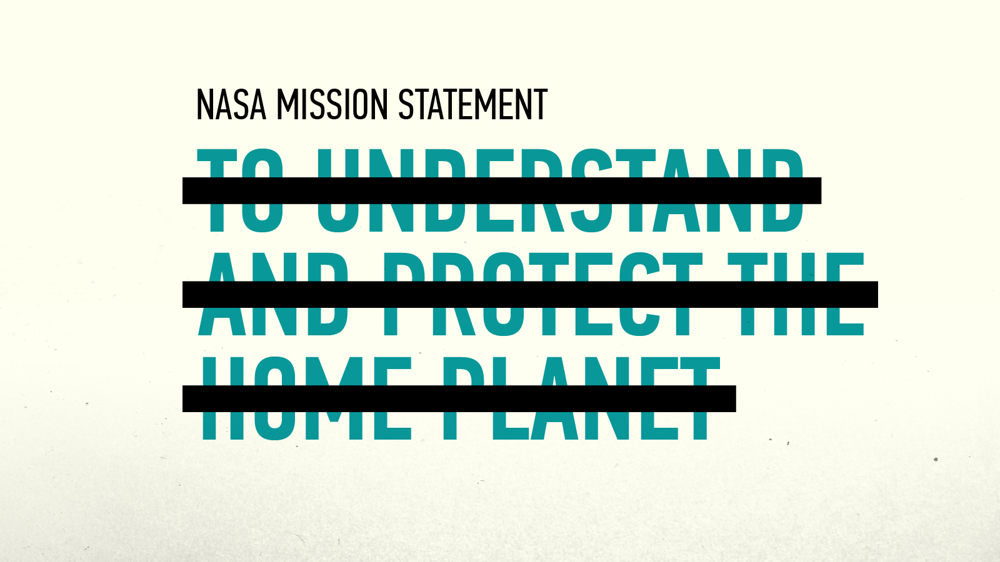 NASA MISSION STATEMENT
TO UNDERSTAND
AND PROTECT THE
HOME PLANET